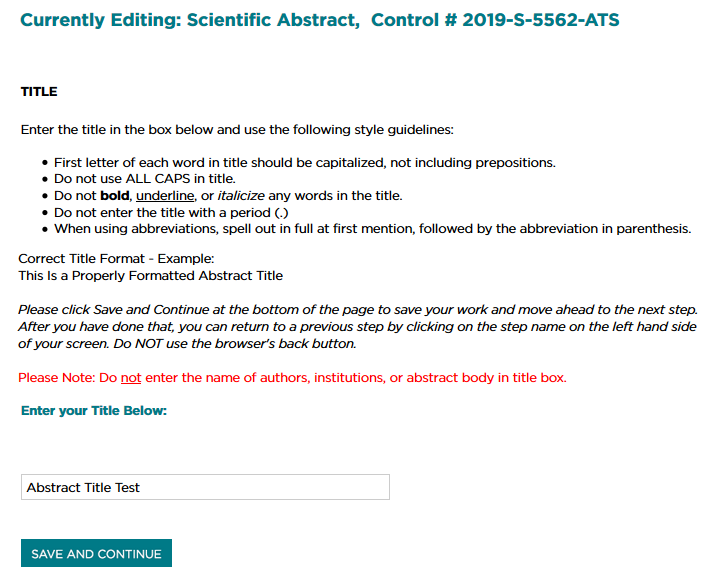 Currently Editing: Scientific Abstract, Control # 2019-S-5562-ATS
TITLE
Enter the title in the box below and use the following style guidelines:
• First letter of each word in title should be capitalized, not including prepositions.
• Do not use ALL CAPS in title.
• Do not bold, underline, or italicize any words in the title.
• Do not enter the title with a period (.)
• When using abbreviations, spell out in full at first mention, followed by the abbreviation in parenthesis.
Correct Title Format - Example:
This Is a Properly Formatted Abstract Title
Please click Save and Continue at the bottom of the page to save your work and move ahead to the next step.
After you have done that, you can return to a previous step by clicking on the step name on the left hand side
of your screen. Do NOT use the browser's back button.
Please Note: Do not enter the name of authors, institutions, or abstract body in title box.
Enter your Title Below:
Abstract Title Test
SAVE AND CONTINUE